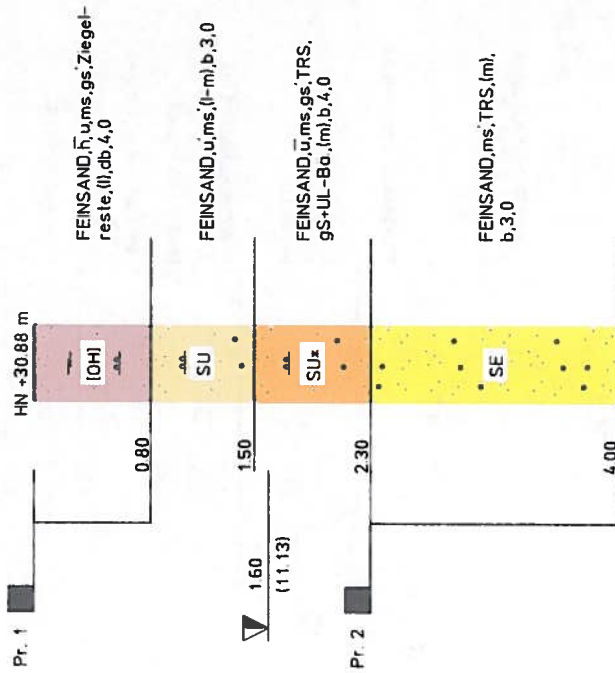 HN +30.88 m
Pr. 1
[OH]
FEINSAND,h̅,u,ms,gs',Ziegel-
reste,(l),db,4,0
0.80
SU
FEINSAND,u',ms',(l-m),b,3,0
1.50
1.60
(11.13)
SUx
FEINSAND,u̅,ms,gs',TRS,
gS+UL-Ba.,(m),b,4,0
Pr. 2
2.30
SE
FEINSAND,ms',TRS,(m),
b,3,0
4.00